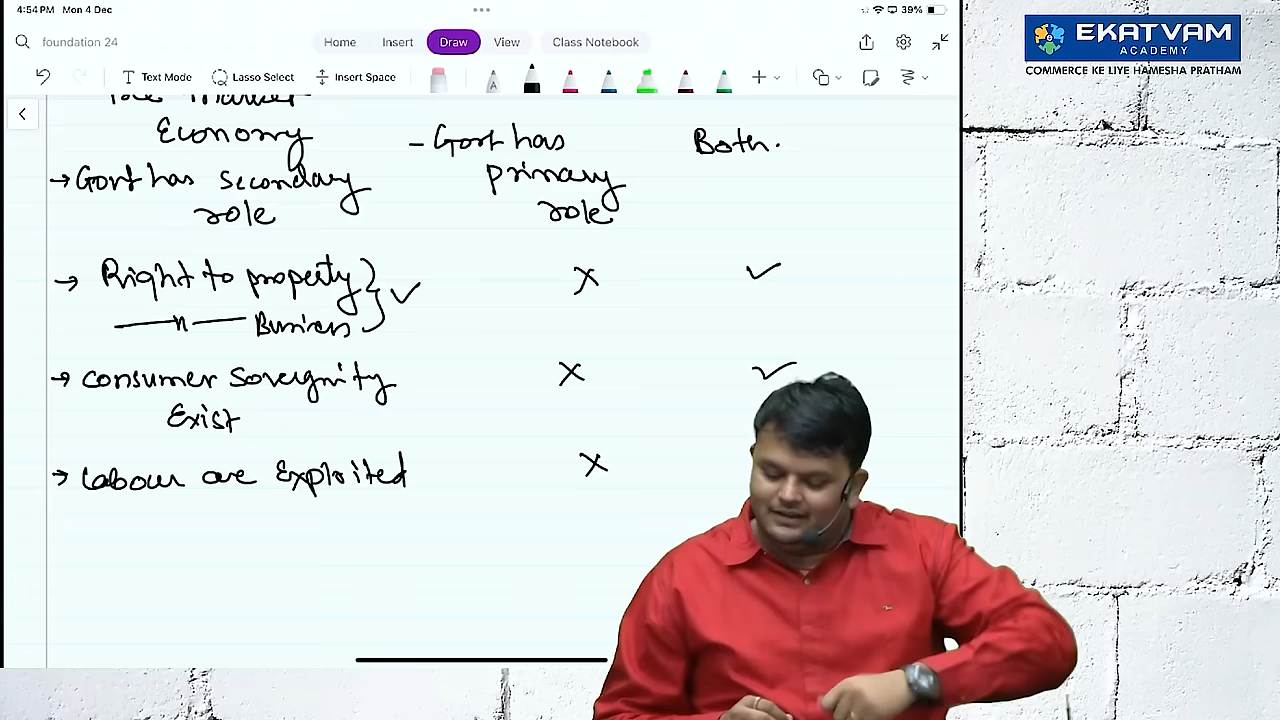 4:54 PM Mon 4 Dec
39%
EKATVAM
ACADEMY
COMMERCE KE LIYE HAMESHA PRATHAM
foundation 24
Home Insert Draw View Class Notebook
Text Mode Lasso Select Insert Space
Market
Economy
- Govt has
primary
role
Both.
→ Govt has secondary
role
→ Right to property
Business
→ consumer sovergnity
Exist
→ Labour are Exploited